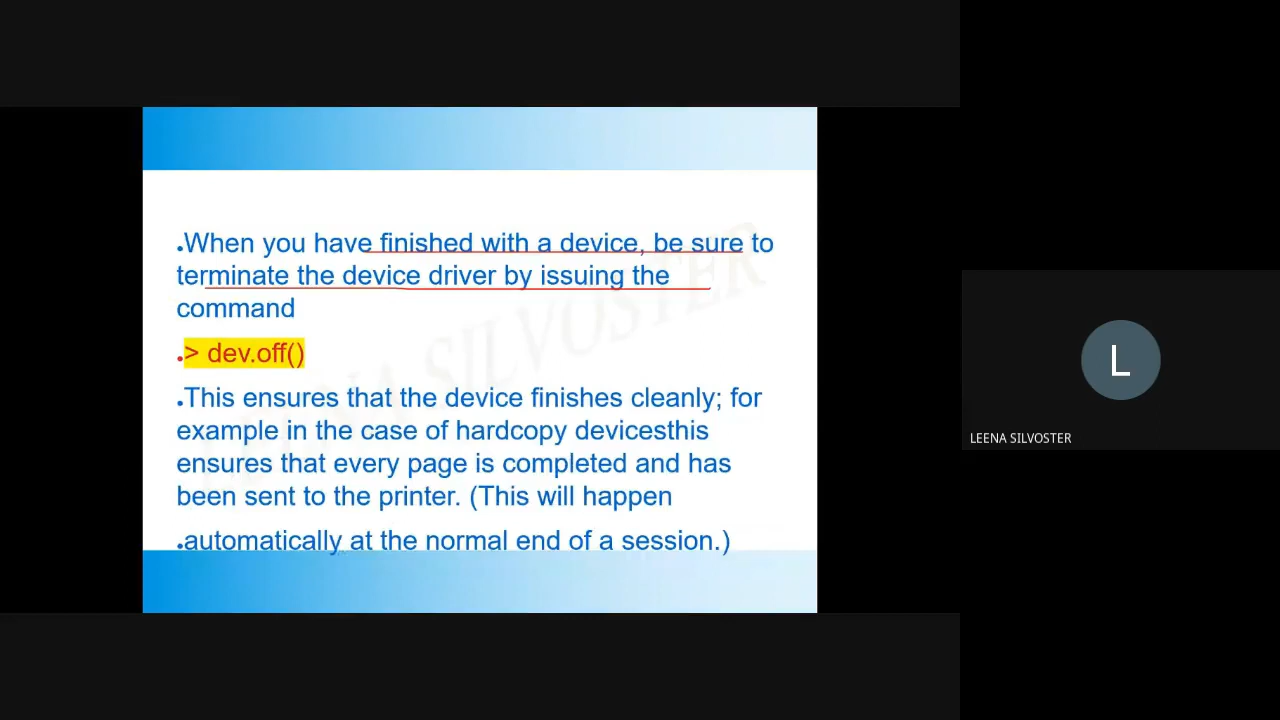 .When you have finished with a device, be sure to
terminate the device driver by issuing the
command
.> dev.off()
.This ensures that the device finishes cleanly; for
example in the case of hardcopy devicesthis
ensures that every page is completed and has
been sent to the printer. (This will happen
.automatically at the normal end of a session.)
LEENA SILVOSTER
L
LEENA SILVOSTER